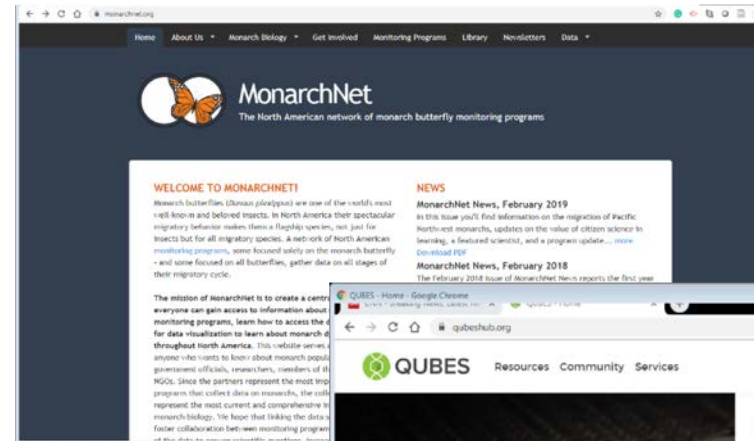 monarchnet.org
Home About Us Monarch Biology Get Involved Monitoring Programs Library Newsletters Data
MonarchNet
The North American network of monarch butterfly monitoring programs
WELCOME TO MONARCHNET!
Monarch butterflies (Danaus plexippus) are one of the world's most
well-known and beloved insects. In North America their spectacular
migratory behavior makes them a flagship species, not just for
insects but for all migratory species. A network of North American
monitoring programs, some focused solely on the monarch butterfly
- and some focused on all butterflies, gather data on all stages of
their migratory cycle.
The mission of MonarchNet is to create a centra
everyone can gain access to information about
monitoring programs, learn how to access the d
for data visualization to learn about monarch d
throughout North America. This website serves a
anyone who wants to know about monarch popul
government officials, researchers, members of th
NGOs. Since the partners represent the most imp
programs that collect data on monarchs, the coll
represent the most current and comprehensive in
monarch biology. We hope that linking the data s
foster collaboration between monitoring program
NEWS
MonarchNet News, February 2019
In this issue you'll find information on the migration of Pacific
Northwest monarchs, updates on the value of citizen science in
learning, a featured scientist, and a program update... more
Download PDF
MonarchNet News, February 2018
The February 2018 issue of MonarchNet News reports the first year
QUBES - Home - Google Chrome
QUBES - Home
qubeshub.org
QUBES Resources Community Services